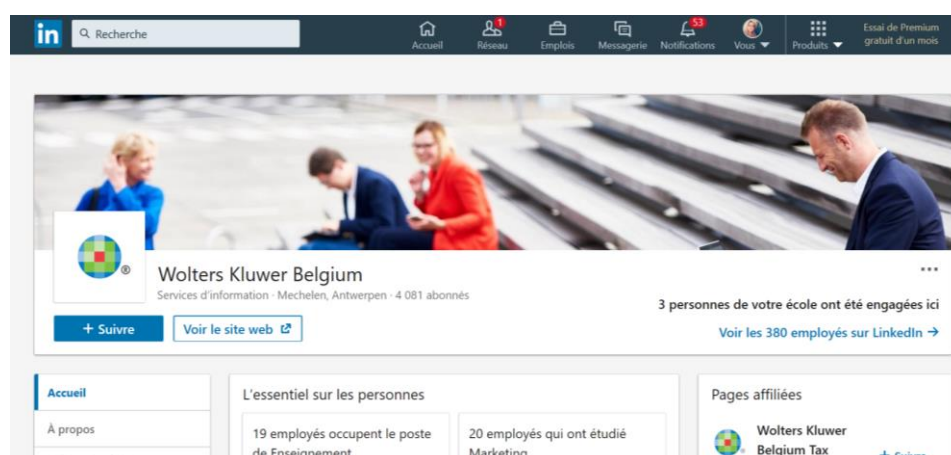 in
Recherche
Accueil
1
Réseau
Emplois
Messagerie
53
Notifications
Vous
Produits
Essai de Premium
gratuit d'un mois
®
Wolters Kluwer Belgium
Services d'information · Mechelen, Antwerpen · 4 081 abonnés
3 personnes de votre école ont été engagées ici
+ Suivre
Voir le site web
Voir les 380 employés sur LinkedIn →
Accueil
À propos
L'essentiel sur les personnes
19 employés occupent le poste
de Enseignement
20 employés qui ont étudié
Marketing
Pages affiliées
Wolters Kluwer
Belgium Tax
+ Suivre